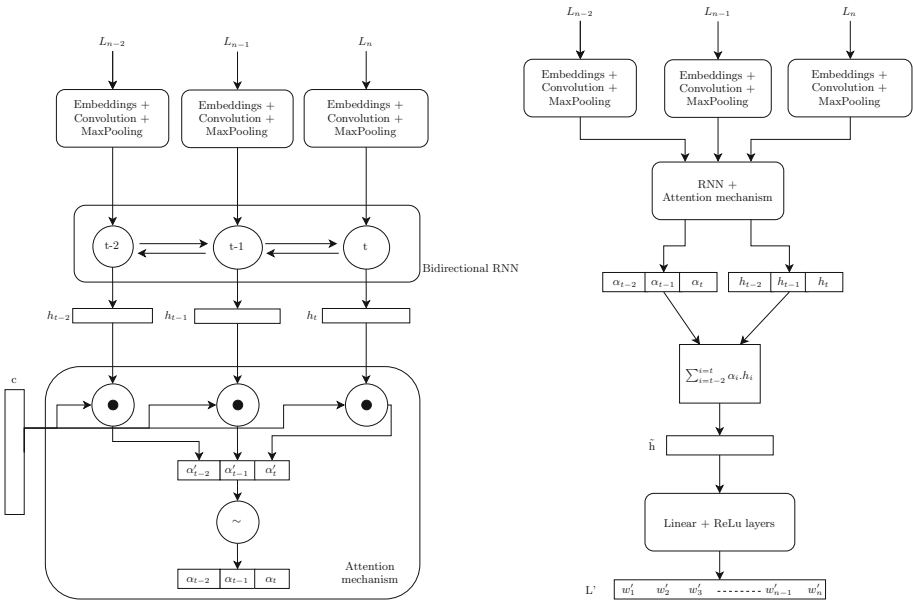 L_{n-2} L_{n-1} L_n
Embeddings +
Convolution +
MaxPooling
Embeddings +
Convolution +
MaxPooling
Embeddings +
Convolution +
MaxPooling
t-2 t-1 t
Bidirectional RNN
h_{t-2} h_{t-1} h_t
c
α'_{t-2} α'_{t-1} α'_t
~
α_{t-2} α_{t-1} α_t
Attention
mechanism
L_{n-2} L_{n-1} L_n
Embeddings +
Convolution +
MaxPooling
Embeddings +
Convolution +
MaxPooling
Embeddings +
Convolution +
MaxPooling
RNN +
Attention mechanism
α_{t-2} α_{t-1} α_t h_{t-2} h_{t-1} h_t
∑_{i=t-2}^{i=t} α_i.h_i
h̃
Linear + ReLu layers
L' w'_1 w'_2 w'_3 -------- w'_{n-1} w'_n